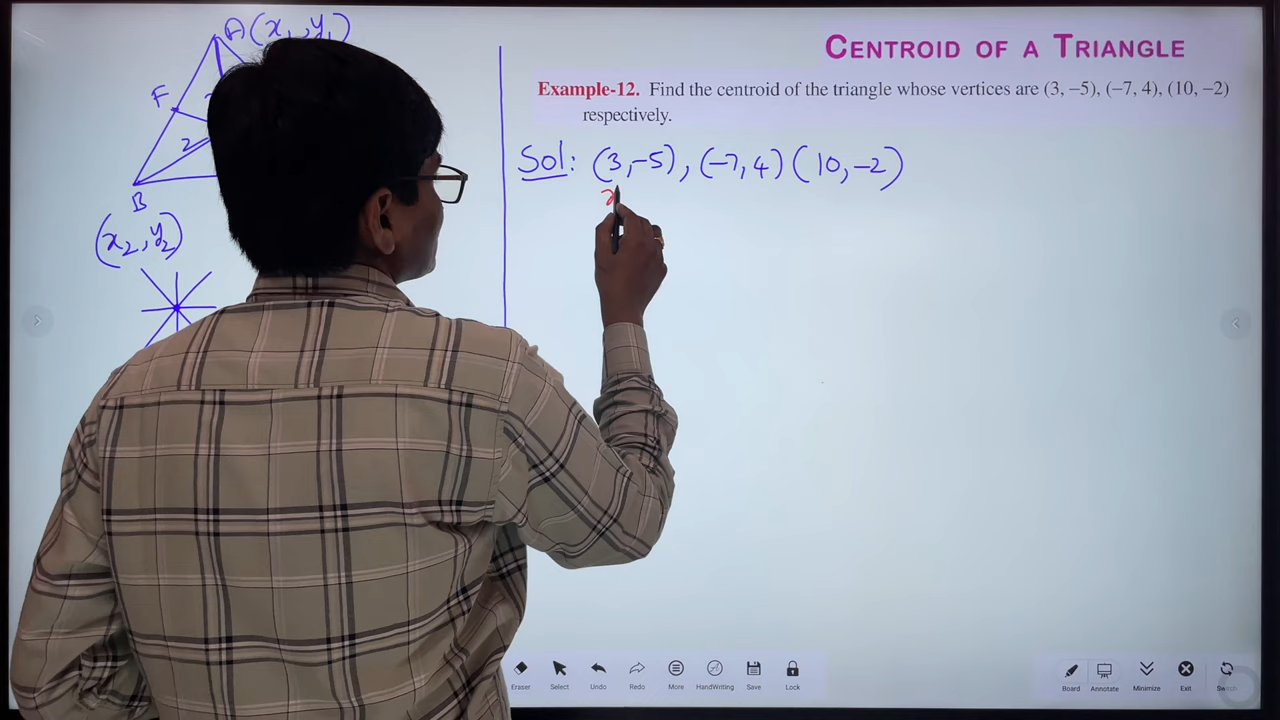 A(x₁, y₁)
F
2
B
(x₂, y₂)
CENTROID OF A TRIANGLE
Example-12. Find the centroid of the triangle whose vertices are (3, −5), (−7, 4), (10, −2)
respectively.
Sol: (3,−5), (−7, 4) (10, −2)
Eraser Select Undo Redo More HandWriting Save Lock
Board Annotate Minimize Exit Switch